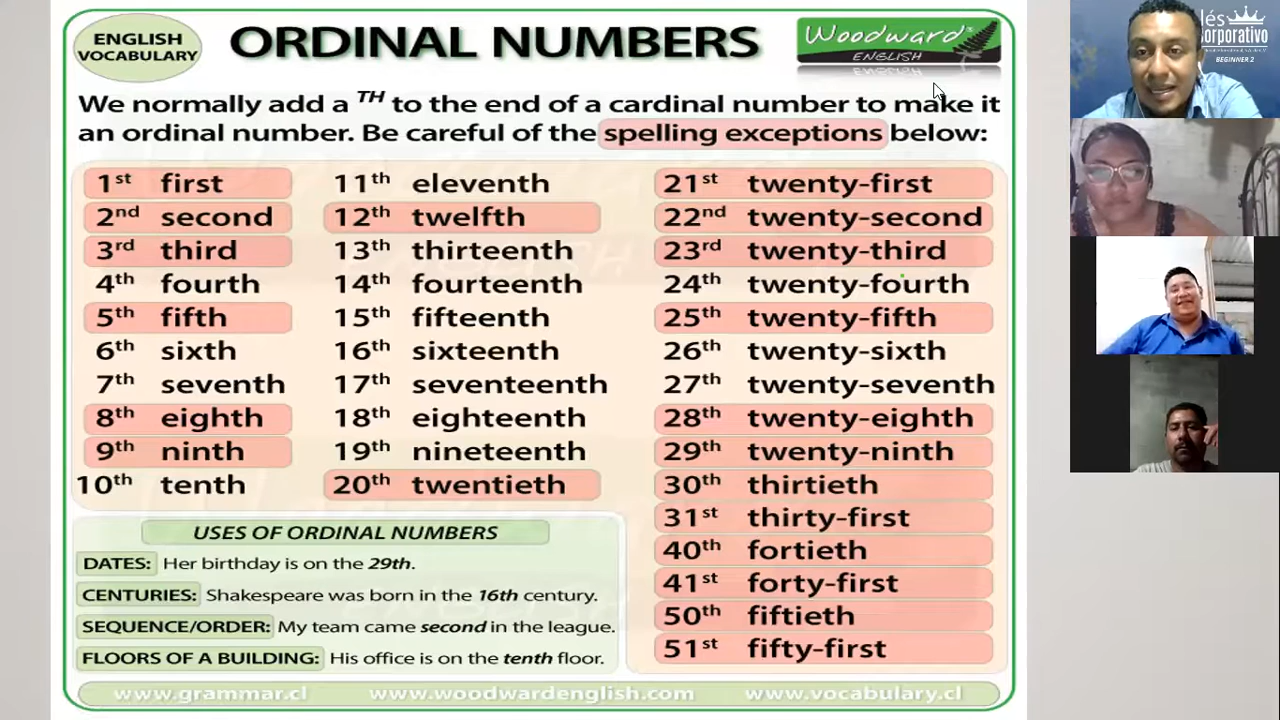 ENGLISH
VOCABULARY
ORDINAL NUMBERS
Woodward®
ENGLISH
We normally add a TH to the end of a cardinal number to make it
an ordinal number. Be careful of the spelling exceptions below:
1st first
2nd second
3rd third
4th fourth
5th fifth
6th sixth
7th seventh
8th eighth
9th ninth
10th tenth
11th eleventh
12th twelfth
13th thirteenth
14th fourteenth
15th fifteenth
16th sixteenth
17th seventeenth
18th eighteenth
19th nineteenth
20th twentieth
21st twenty-first
22nd twenty-second
23rd twenty-third
24th twenty-fourth
25th twenty-fifth
26th twenty-sixth
27th twenty-seventh
28th twenty-eighth
29th twenty-ninth
30th thirtieth
31st thirty-first
40th fortieth
41st forty-first
50th fiftieth
51st fifty-first
USES OF ORDINAL NUMBERS
DATES: Her birthday is on the 29th.
CENTURIES: Shakespeare was born in the 16th century.
SEQUENCE/ORDER: My team came second in the league.
FLOORS OF A BUILDING: His office is on the tenth floor.
www.grammar.cl www.woodwardenglish.com www.vocabulary.cl
lés
orporativo
BEGINNER 2